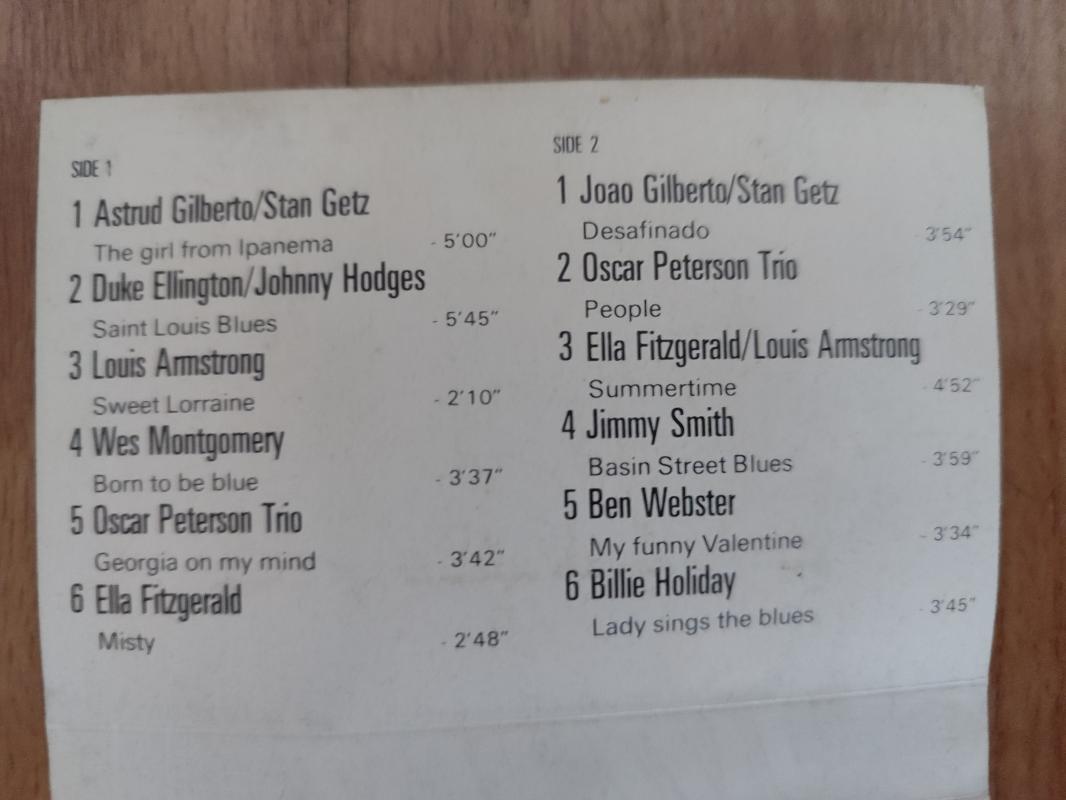 SIDE 1
1 Astrud Gilberto/Stan Getz
The girl from Ipanema - 5'00"
2 Duke Ellington/Johnny Hodges
Saint Louis Blues - 5'45"
3 Louis Armstrong
Sweet Lorraine - 2'10"
4 Wes Montgomery
Born to be blue - 3'37"
5 Oscar Peterson Trio
Georgia on my mind - 3'42"
6 Ella Fitzgerald
Misty - 2'48"
SIDE 2
1 Joao Gilberto/Stan Getz
Desafinado - 3'54"
2 Oscar Peterson Trio
People - 3'29"
3 Ella Fitzgerald/Louis Armstrong
Summertime - 4'52"
4 Jimmy Smith
Basin Street Blues - 3'59"
5 Ben Webster
My funny Valentine - 3'34"
6 Billie Holiday
Lady sings the blues - 3'45"